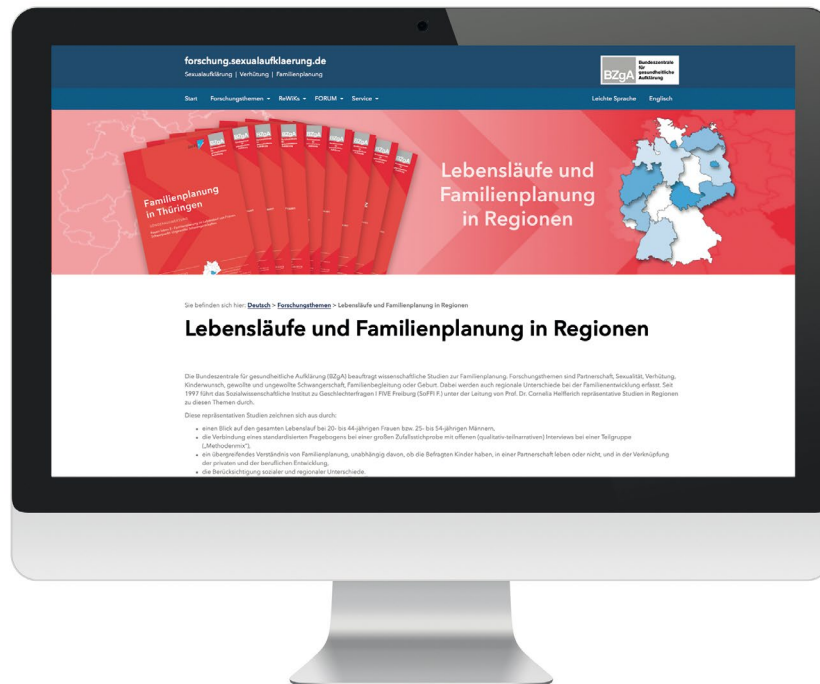 forschung.sexualaufklaerung.de
Sexualaufklärung | Verhütung | Familienplanung
BZgA
Bundeszentrale
für
gesundheitliche
Aufklärung
Start Forschungsthemen ReWiKs FORUM Service Leichte Sprache Englisch
BZgA
BZgA
BZgA
BZgA
BZgA
BZgA
Familienplanung
in Thüringen
Lebensläufe und
Familienplanung
in Regionen
Sie befinden sich hier: Deutsch > Forschungsthemen > Lebensläufe und Familienplanung in Regionen
Lebensläufe und Familienplanung in Regionen
Die Bundeszentrale für gesundheitliche Aufklärung (BZgA) beauftragt wissenschaftliche Studien zur Familienplanung. Forschungsthemen sind Partnerschaft, Sexualität, Verhütung,
Kinderwunsch, gewollte und ungewollte Schwangerschaft, Familienbegleitung oder Geburt. Dabei werden auch regionale Unterschiede bei der Familienentwicklung erfasst. Seit
1997 führt das Sozialwissenschaftliche Institut zu Geschlechterfragen I FIVE Freiburg (SoFFI F.) unter der Leitung von Prof. Dr. Cornelia Helfferich repräsentative Studien in Regionen
zu diesen Themen durch.
Diese repräsentativen Studien zeichnen sich aus durch:
• einen Blick auf den gesamten Lebenslauf bei 20- bis 44-jährigen Frauen bpw. 25- bis 54-jährigen Männern,
• die Verbindung eines standardisierten Fragebogens bei einer großen Zufallsstichprobe mit offenen (qualitativ-teilnarrativen) Interviews bei einer Teilgruppe
(„Methodenmix"),
• ein übergreifendes Verständnis von Familienplanung, unabhängig davon, ob die Befragten Kinder haben, in einer Partnerschaft leben oder nicht, und in der Verknüpfung
der privaten und der beruflichen Entwicklung,
• die Berücksichtigung sozialer und regionaler Unterschiede.